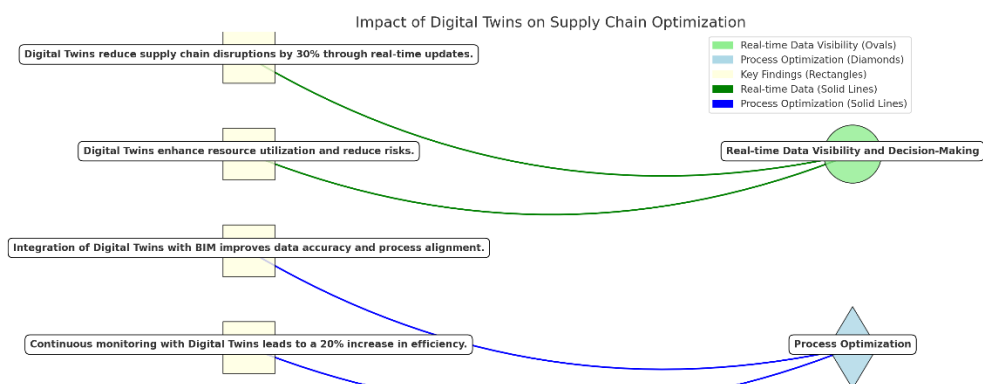 Impact of Digital Twins on Supply Chain Optimization
Real-time Data Visibility (Ovals)
Process Optimization (Diamonds)
Key Findings (Rectangles)
Real-time Data (Solid Lines)
Process Optimization (Solid Lines)
Digital Twins reduce supply chain disruptions by 30% through real-time updates.
Digital Twins enhance resource utilization and reduce risks.
Real-time Data Visibility and Decision-Making
Integration of Digital Twins with BIM improves data accuracy and process alignment.
Continuous monitoring with Digital Twins leads to a 20% increase in efficiency.
Process Optimization